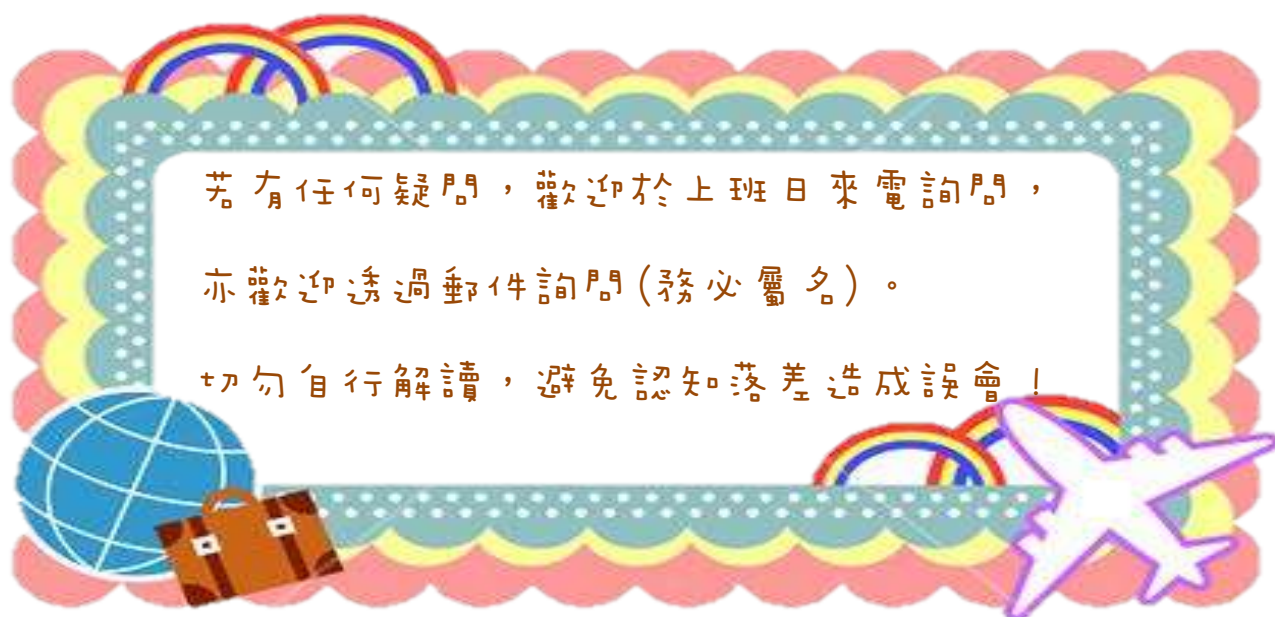 若有任何疑問，歡迎於上班日來電詢問，
亦歡迎透過郵件詢問(務必屬名)。
切勿自行解讀，避免認知落差造成誤會！